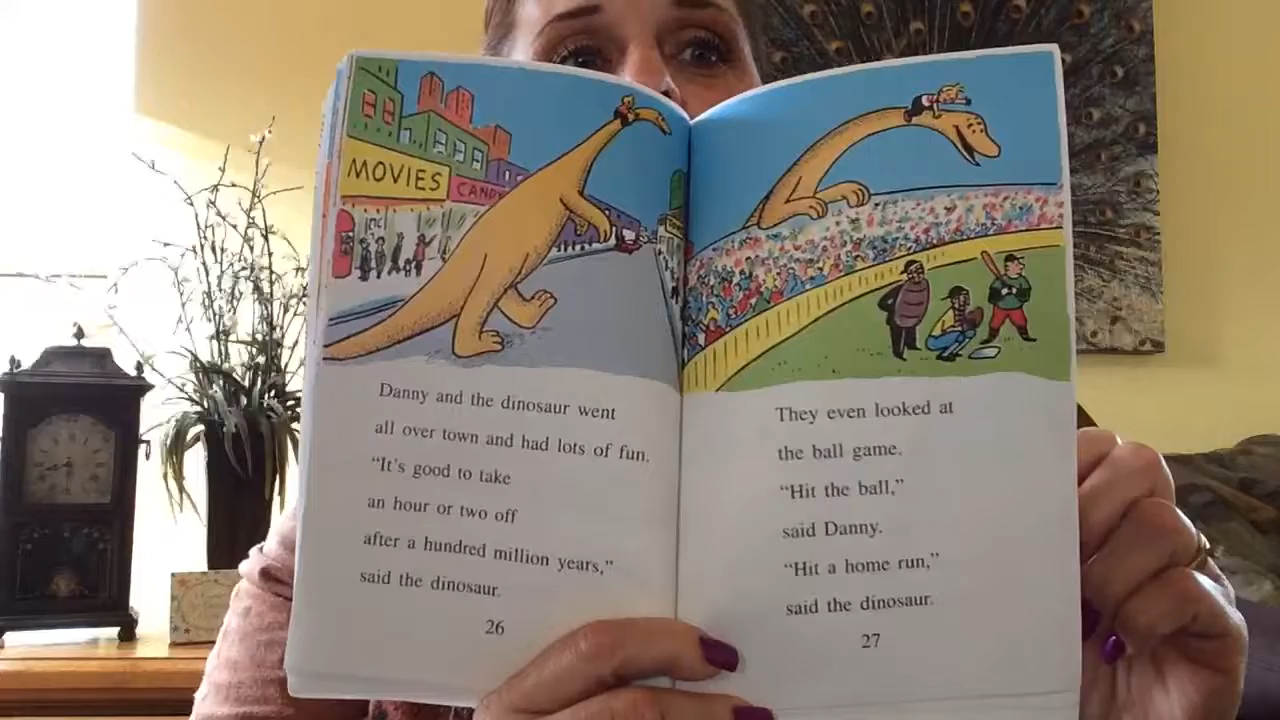 MOVIES
CANDY
Danny and the dinosaur went
all over town and had lots of fun.
“It's good to take
an hour or two off
after a hundred million years,”
said the dinosaur.
26
They even looked at
the ball game.
“Hit the ball,”
said Danny.
“Hit a home run,”
said the dinosaur.
27